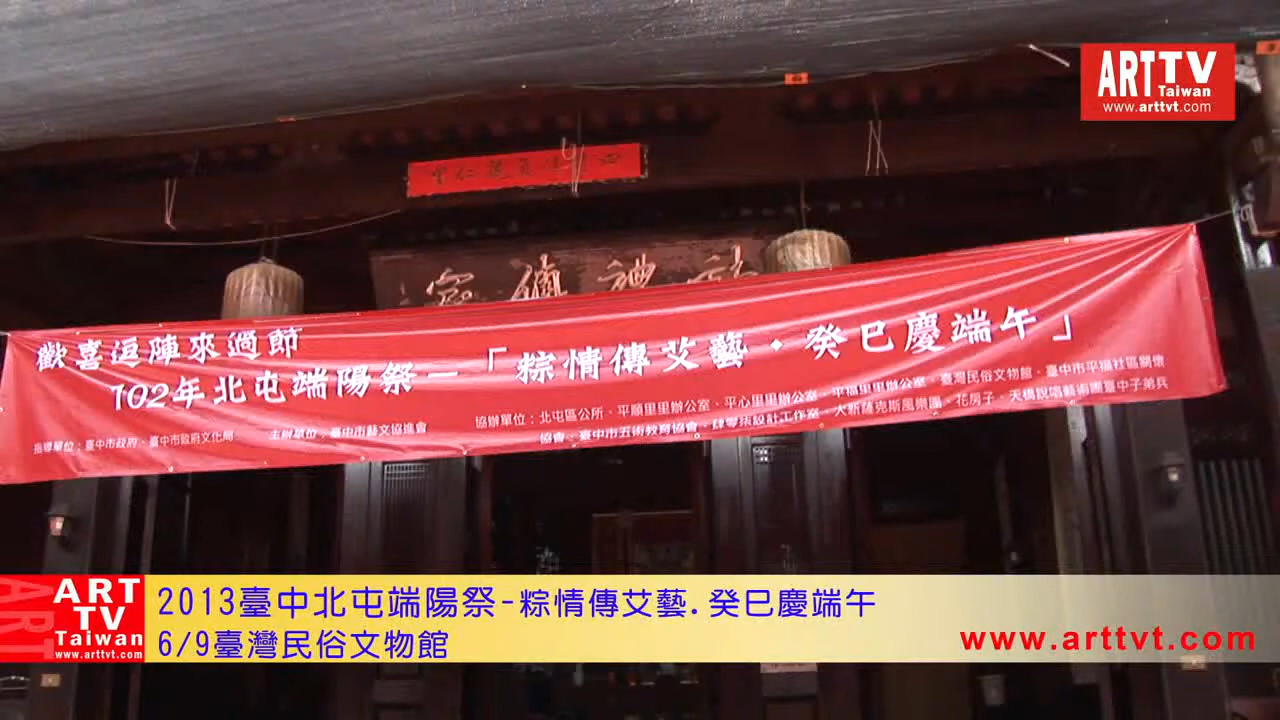 ART TV
Taiwan
www.arttvt.com
歡喜逗陣來過節
102年北屯端陽祭—「粽情傳艾藝・癸巳慶端午」
指導單位：臺中市政府、臺中市政府文化局
主辦單位：臺中市藝文協進會
協辦單位：北屯區公所、平順里里辦公室、平心里里辦公室、平福里里辦公室、臺灣民俗文物館、臺中市平福社區關懷
協會、臺中市五術教育協會、肆零柒設計工作室、大新薩克斯風樂團、花房子、天橋說唱藝術團臺中子弟兵
ART
TV
Taiwan
www.arttvt.com
2013臺中北屯端陽祭-粽情傳艾藝.癸巳慶端午
6/9臺灣民俗文物館
www.arttvt.com